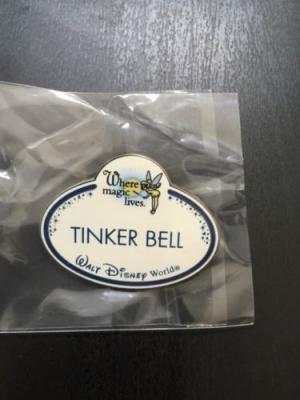 Where
magic
lives.
TINKER BELL
WALT DISNEY World®